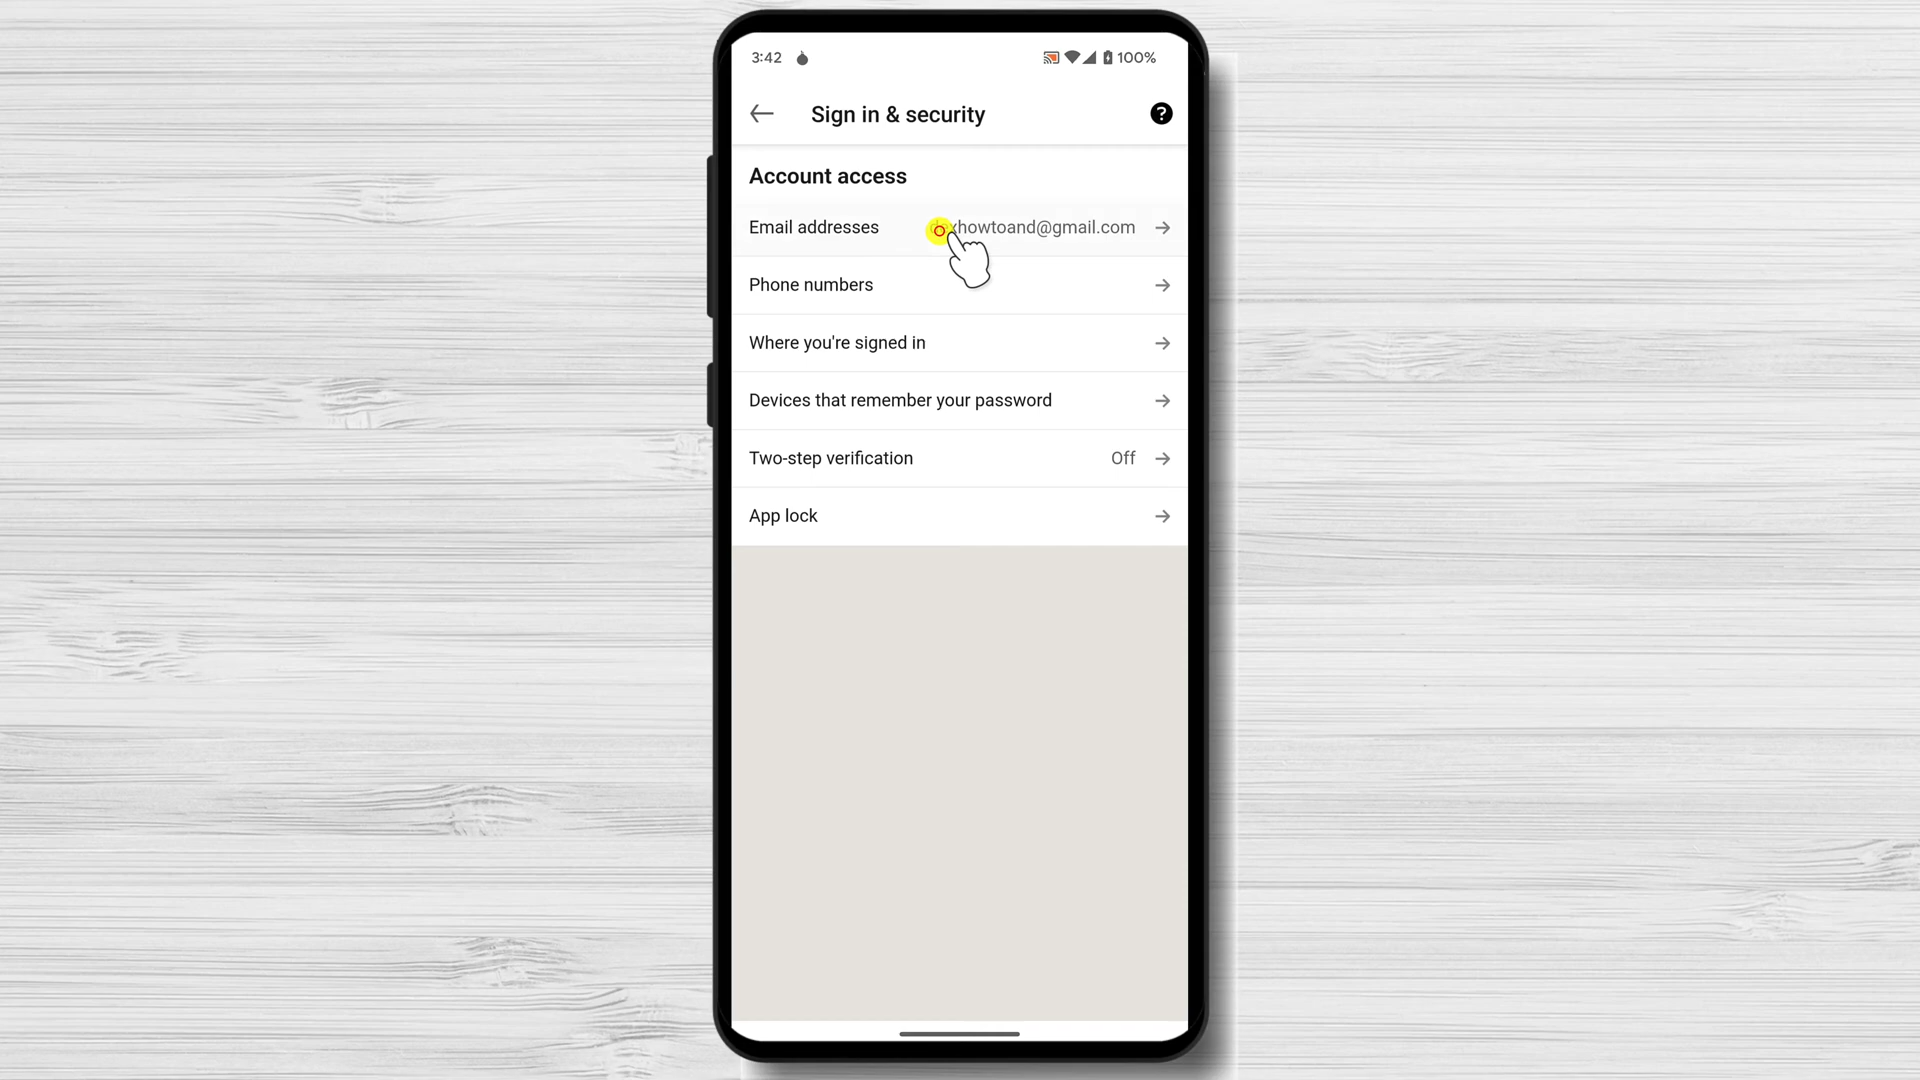 3:42 100%
Sign in & security ?
Account access
Email addresses xhowtoand@gmail.com
Phone numbers
Where you're signed in
Devices that remember your password
Two-step verification Off
App lock